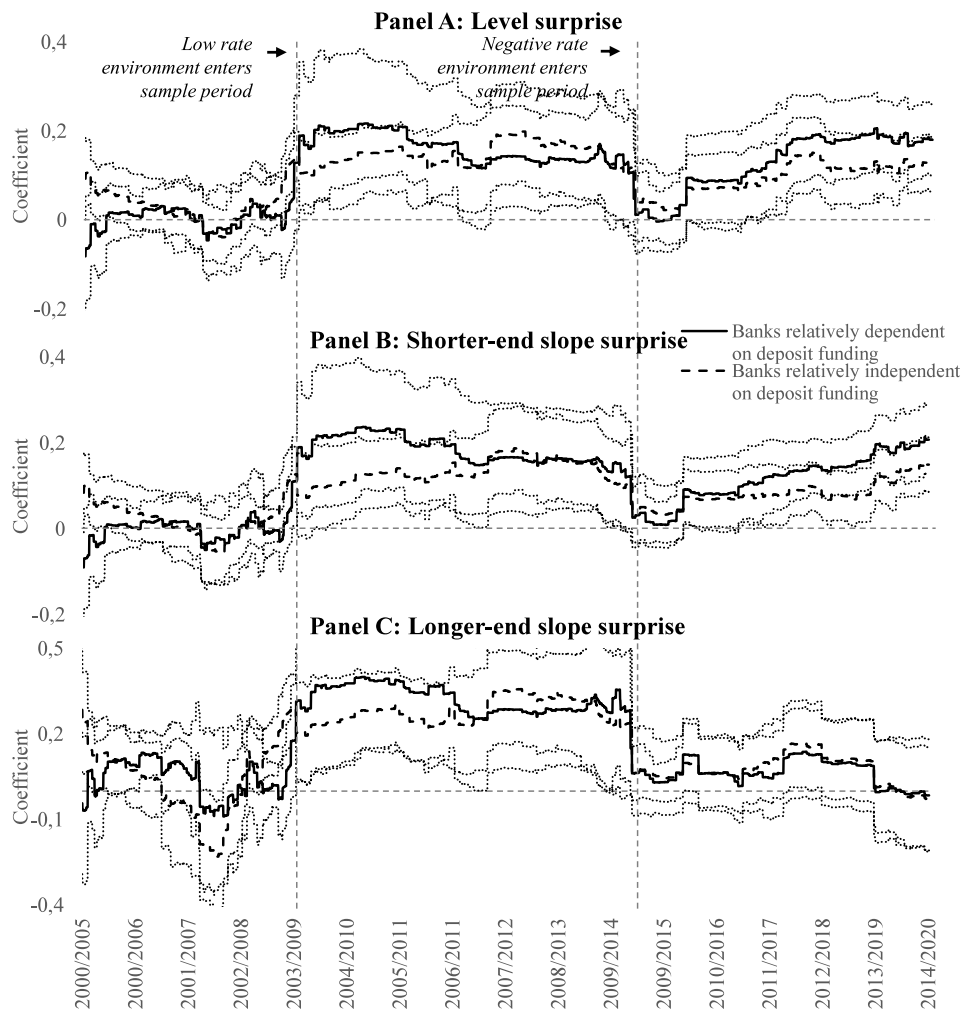 Panel A: Level surprise
0,4
0,2
0
-0,2
Coefficient
Low rate
environment enters
sample period
Negative rate
environment enters
sample period
Panel B: Shorter-end slope surprise
Banks relatively dependent
on deposit funding
Banks relatively independent
on deposit funding
0,4
0,2
0
-0,2
Coefficient
Panel C: Longer-end slope surprise
0,5
0,2
-0,1
-0,4
Coefficient
2000/2005
2000/2006
2001/2007
2002/2008
2003/2009
2004/2010
2005/2011
2006/2011
2007/2012
2008/2013
2009/2014
2009/2015
2010/2016
2011/2017
2012/2018
2013/2019
2014/2020